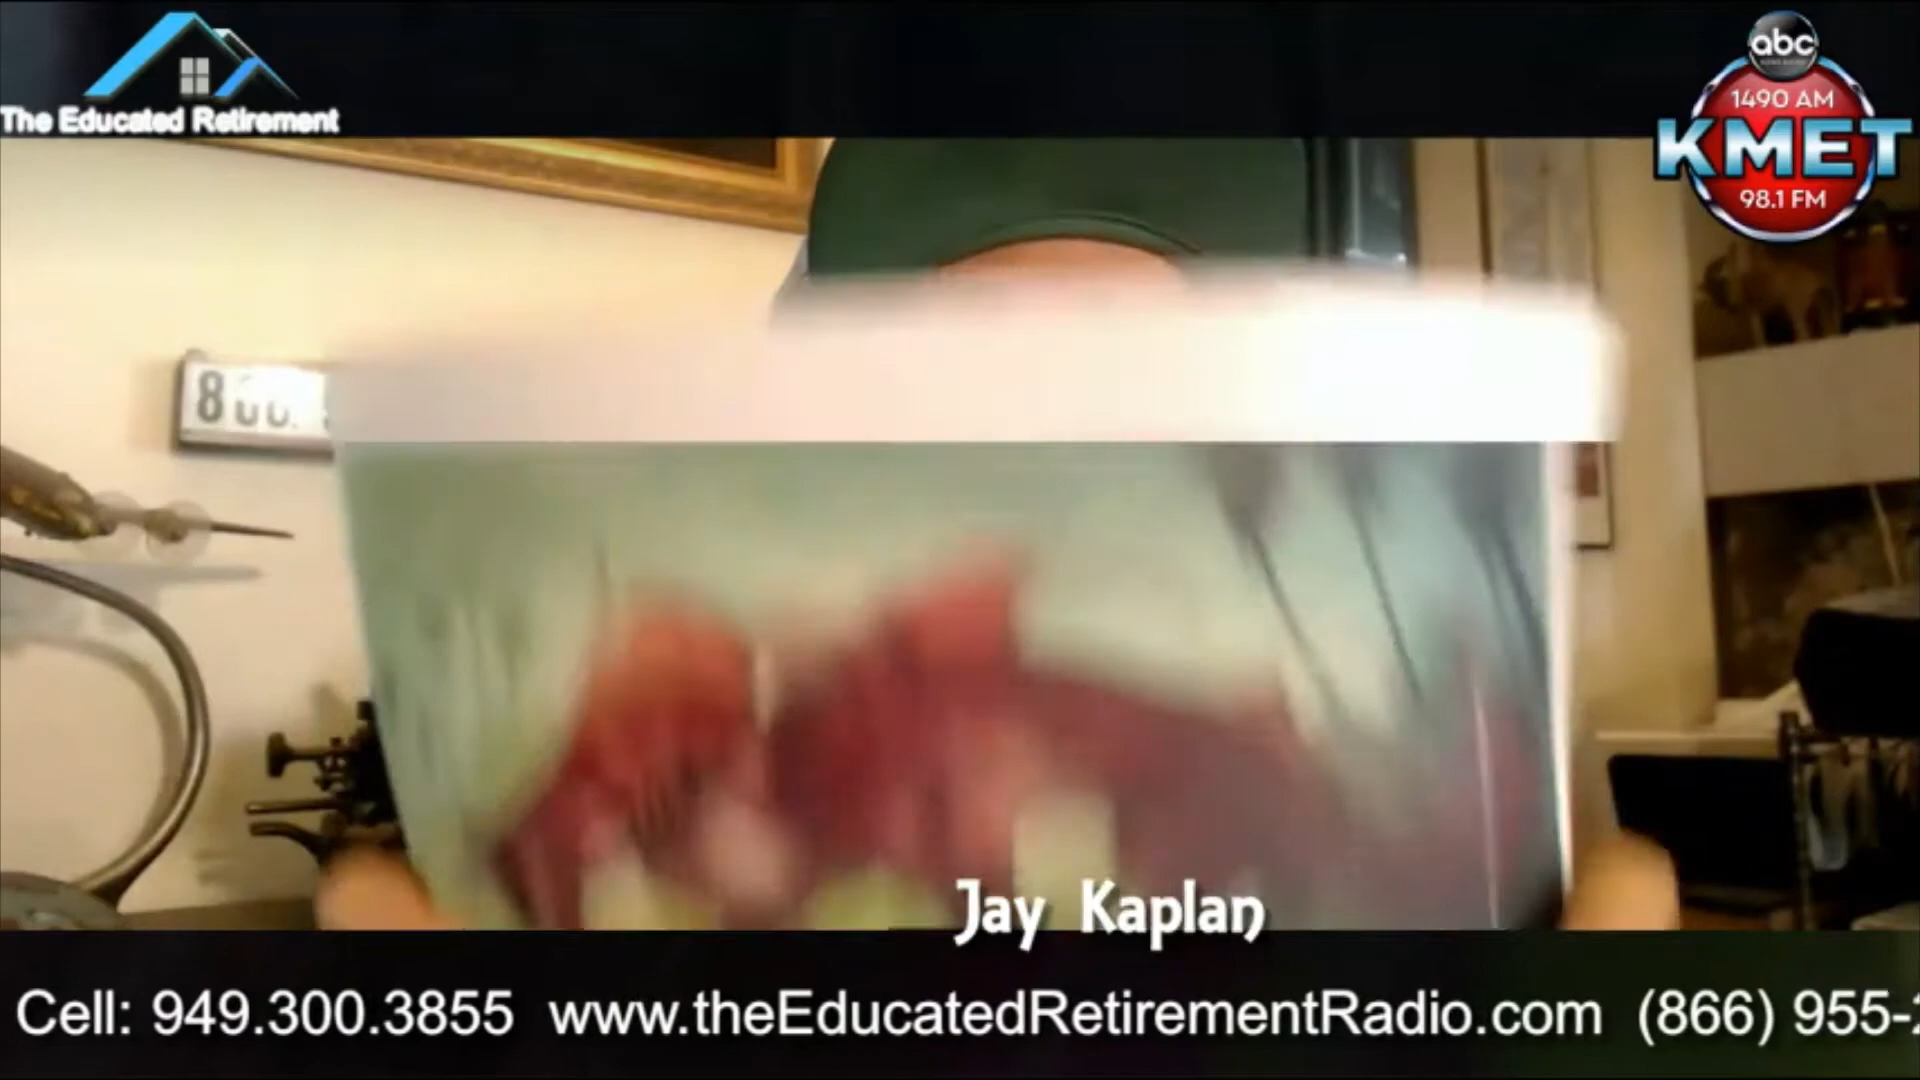 The Educated Retirement
abc
1490 AM
KMET
98.1 FM
Jay Kaplan
Cell: 949.300.3855 www.theEducatedRetirementRadio.com (866) 955-2